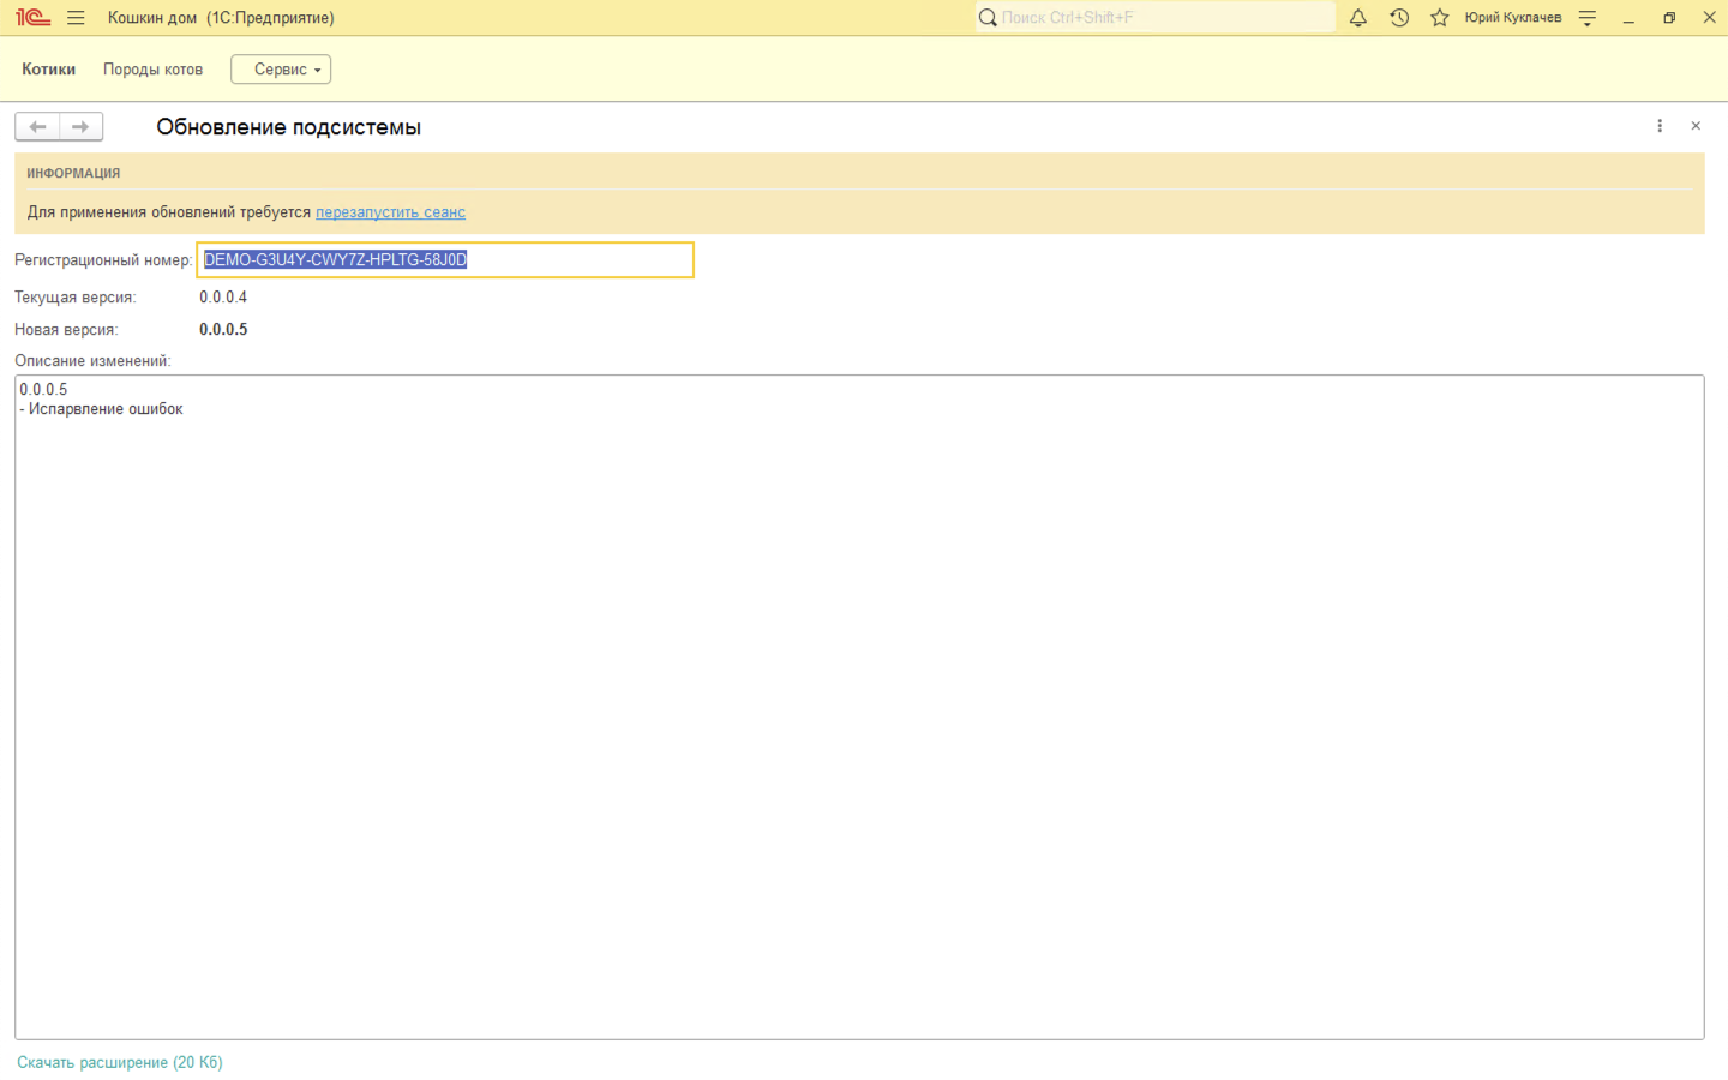 1С
Кошкин дом (1С:Предприятие)
Поиск Ctrl+Shift+F
Юрий Куклачев
Котики
Породы котов
Сервис
Обновление подсистемы
ИНФОРМАЦИЯ
Для применения обновлений требуется перезапустить сеанс
Регистрационный номер: DEMO-G3U4Y-CWY7Z-HPLTG-58J0D
Текущая версия: 0.0.0.4
Новая версия: 0.0.0.5
Описание изменений:
0.0.0.5
- Испарвление ошибок
Скачать расширение (20 Кб)